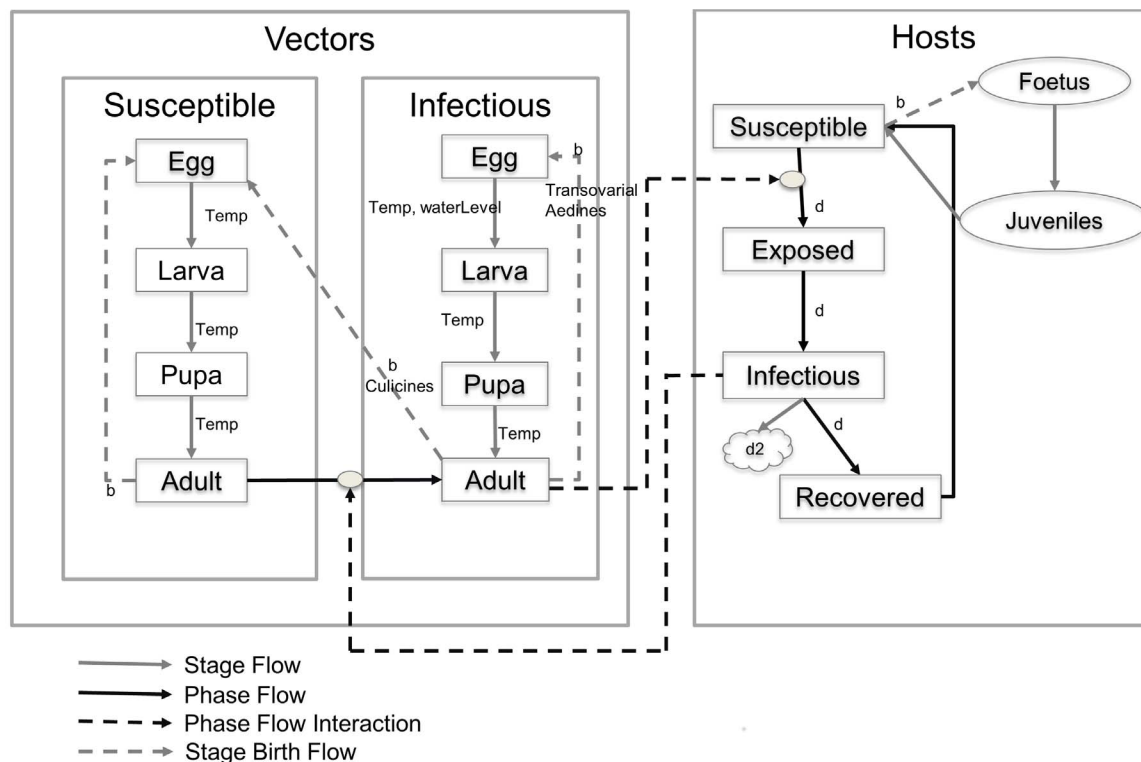 Vectors
Susceptible
Egg
Temp
Larva
Temp
Pupa
Temp
Adult
b
Infectious
Egg
b
Transovarial
Aedines
Temp, waterLevel
Larva
Temp
Pupa
Temp
Adult
b
Culicines
Hosts
Susceptible
b
Foetus
Juveniles
d
Exposed
d
Infectious
d
d2
Recovered
Stage Flow
Phase Flow
Phase Flow Interaction
Stage Birth Flow